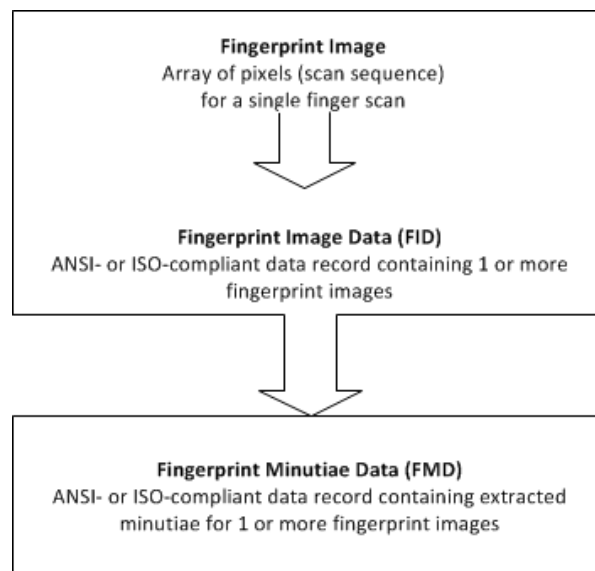 Fingerprint Image
Array of pixels (scan sequence)
for a single finger scan
Fingerprint Image Data (FID)
ANSI- or ISO-compliant data record containing 1 or more
fingerprint images
Fingerprint Minutiae Data (FMD)
ANSI- or ISO-compliant data record containing extracted
minutiae for 1 or more fingerprint images